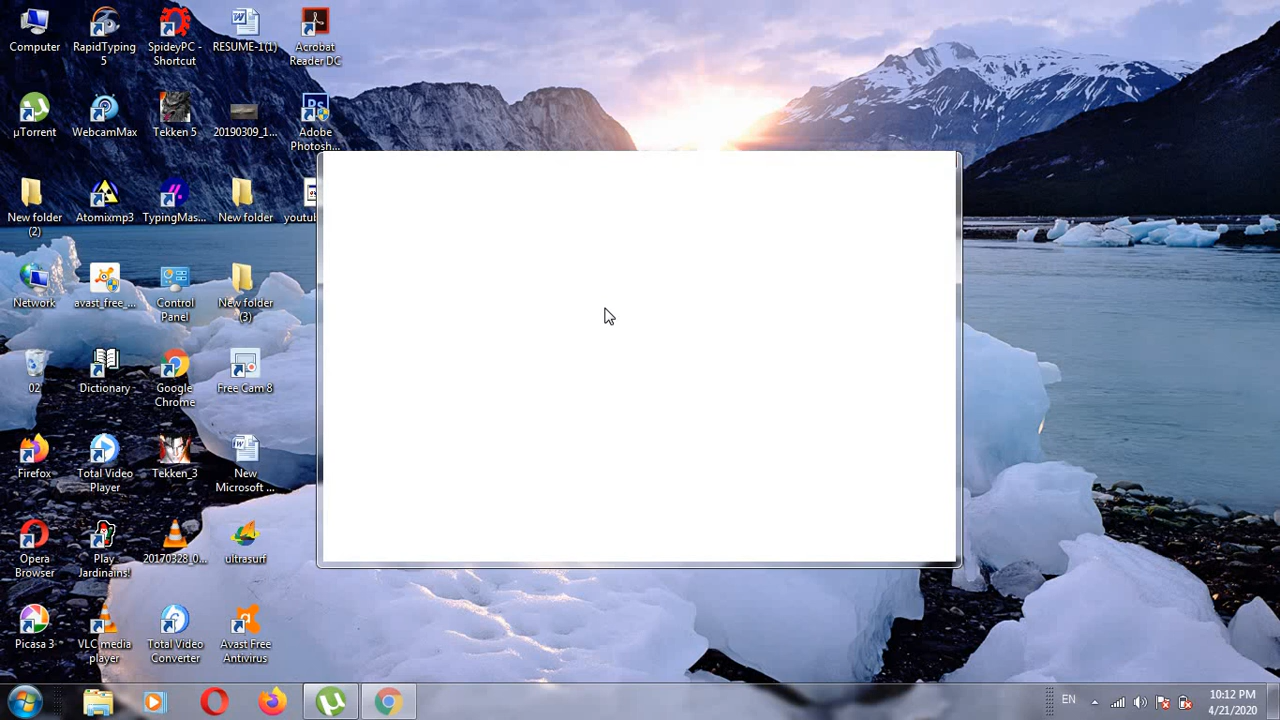 Computer
RapidTyping
5
SpideyPC -
Shortcut
RESUME-1(1)
Acrobat
Reader DC
µTorrent
WebcamMax
Tekken 5
20190309_1...
Adobe
Photosh...
New folder
(2)
Atomixmp3
TypingMas...
New folder
youtub
Network
avast_free_...
Control
Panel
New folder
(3)
02
Dictionary
Google
Chrome
Free Cam 8
Firefox
Total Video
Player
Tekken_3
New
Microsoft ...
Opera
Browser
Play
Jardinains!
20170328_0...
ultrasurf
Picasa 3
VLC media
player
Total Video
Converter
Avast Free
Antivirus
EN
10:12 PM
4/21/2020